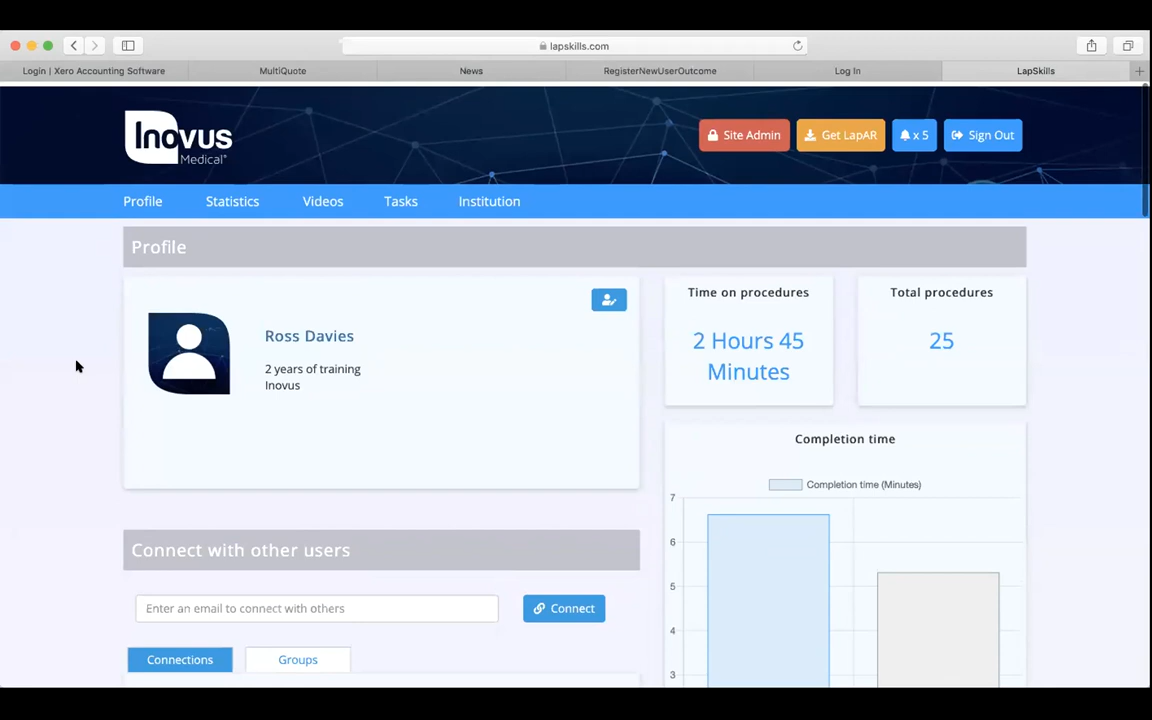 lapskills.com
Login | Xero Accounting Software
MultiQuote
News
RegisterNewUserOutcome
Log In
LapSkills
Inovus
Medical®
Site Admin
Get LapAR
x 5
Sign Out
Profile
Statistics
Videos
Tasks
Institution
Profile
Ross Davies
2 years of training
Inovus
Time on procedures
2 Hours 45
Minutes
Total procedures
25
Completion time
Completion time (Minutes)
7
6
5
4
3
Connect with other users
Enter an email to connect with others
Connect
Connections
Groups